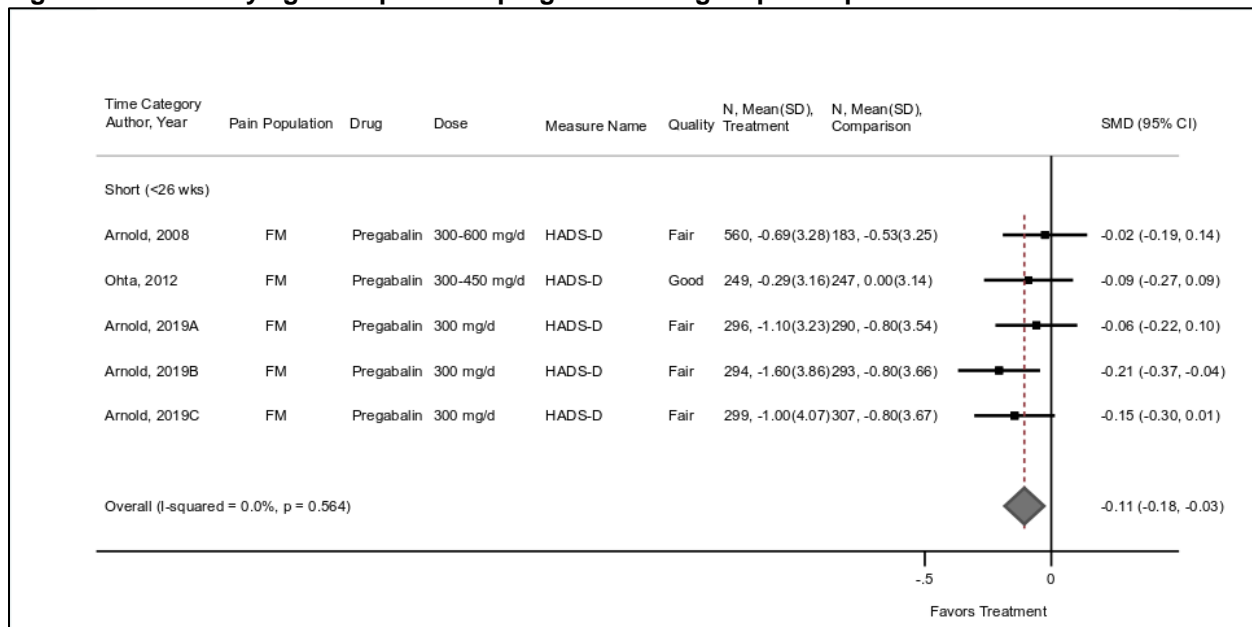 Time Category
Author, Year Pain Population Drug Dose Measure Name Quality N, Mean(SD), Treatment N, Mean(SD), Comparison SMD (95% CI)
Short (<26 wks)
Arnold, 2008 FM Pregabalin 300-600 mg/d HADS-D Fair 560, -0.69(3.28) 183, -0.53(3.25) -0.02 (-0.19, 0.14)
Ohta, 2012 FM Pregabalin 300-450 mg/d HADS-D Good 249, -0.29(3.16) 247, 0.00(3.14) -0.09 (-0.27, 0.09)
Arnold, 2019A FM Pregabalin 300 mg/d HADS-D Fair 296, -1.10(3.23) 290, -0.80(3.54) -0.06 (-0.22, 0.10)
Arnold, 2019B FM Pregabalin 300 mg/d HADS-D Fair 294, -1.60(3.86) 293, -0.80(3.66) -0.21 (-0.37, -0.04)
Arnold, 2019C FM Pregabalin 300 mg/d HADS-D Fair 299, -1.00(4.07) 307, -0.80(3.67) -0.15 (-0.30, 0.01)
Overall (I-squared = 0.0%, p = 0.564) -0.11 (-0.18, -0.03)
-.5 0
Favors Treatment